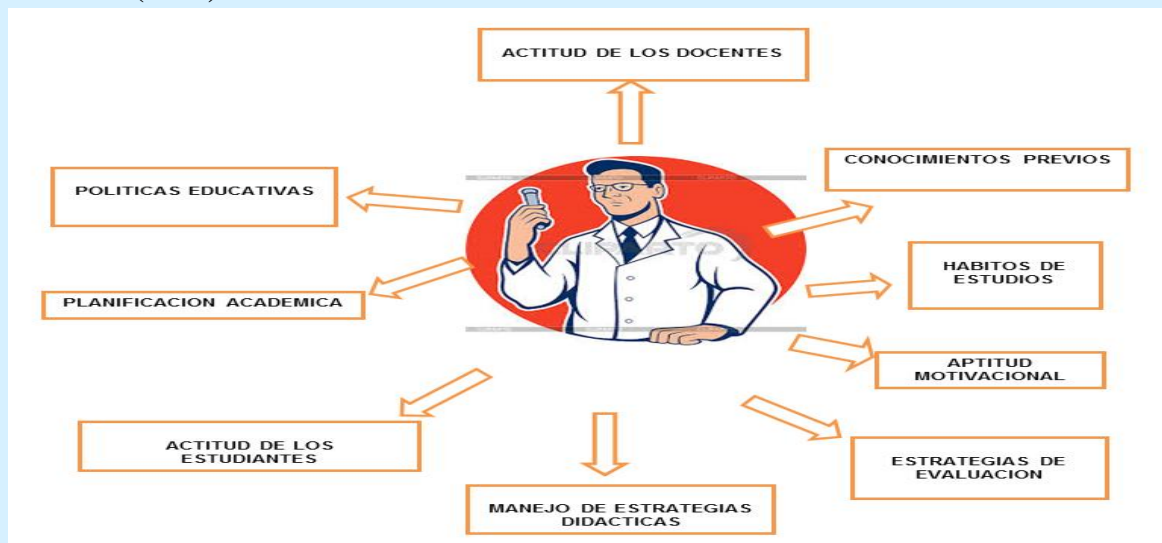 ACTITUD DE LOS DOCENTES
CONOCIMIENTOS PREVIOS
POLITICAS EDUCATIVAS
HABITOS DE
ESTUDIOS
PLANIFICACION ACADEMICA
APTITUD
MOTIVACIONAL
ACTITUD DE LOS
ESTUDIANTES
ESTRATEGIAS DE
EVALUACION
MANEJO DE ESTRATEGIAS
DIDACTICAS